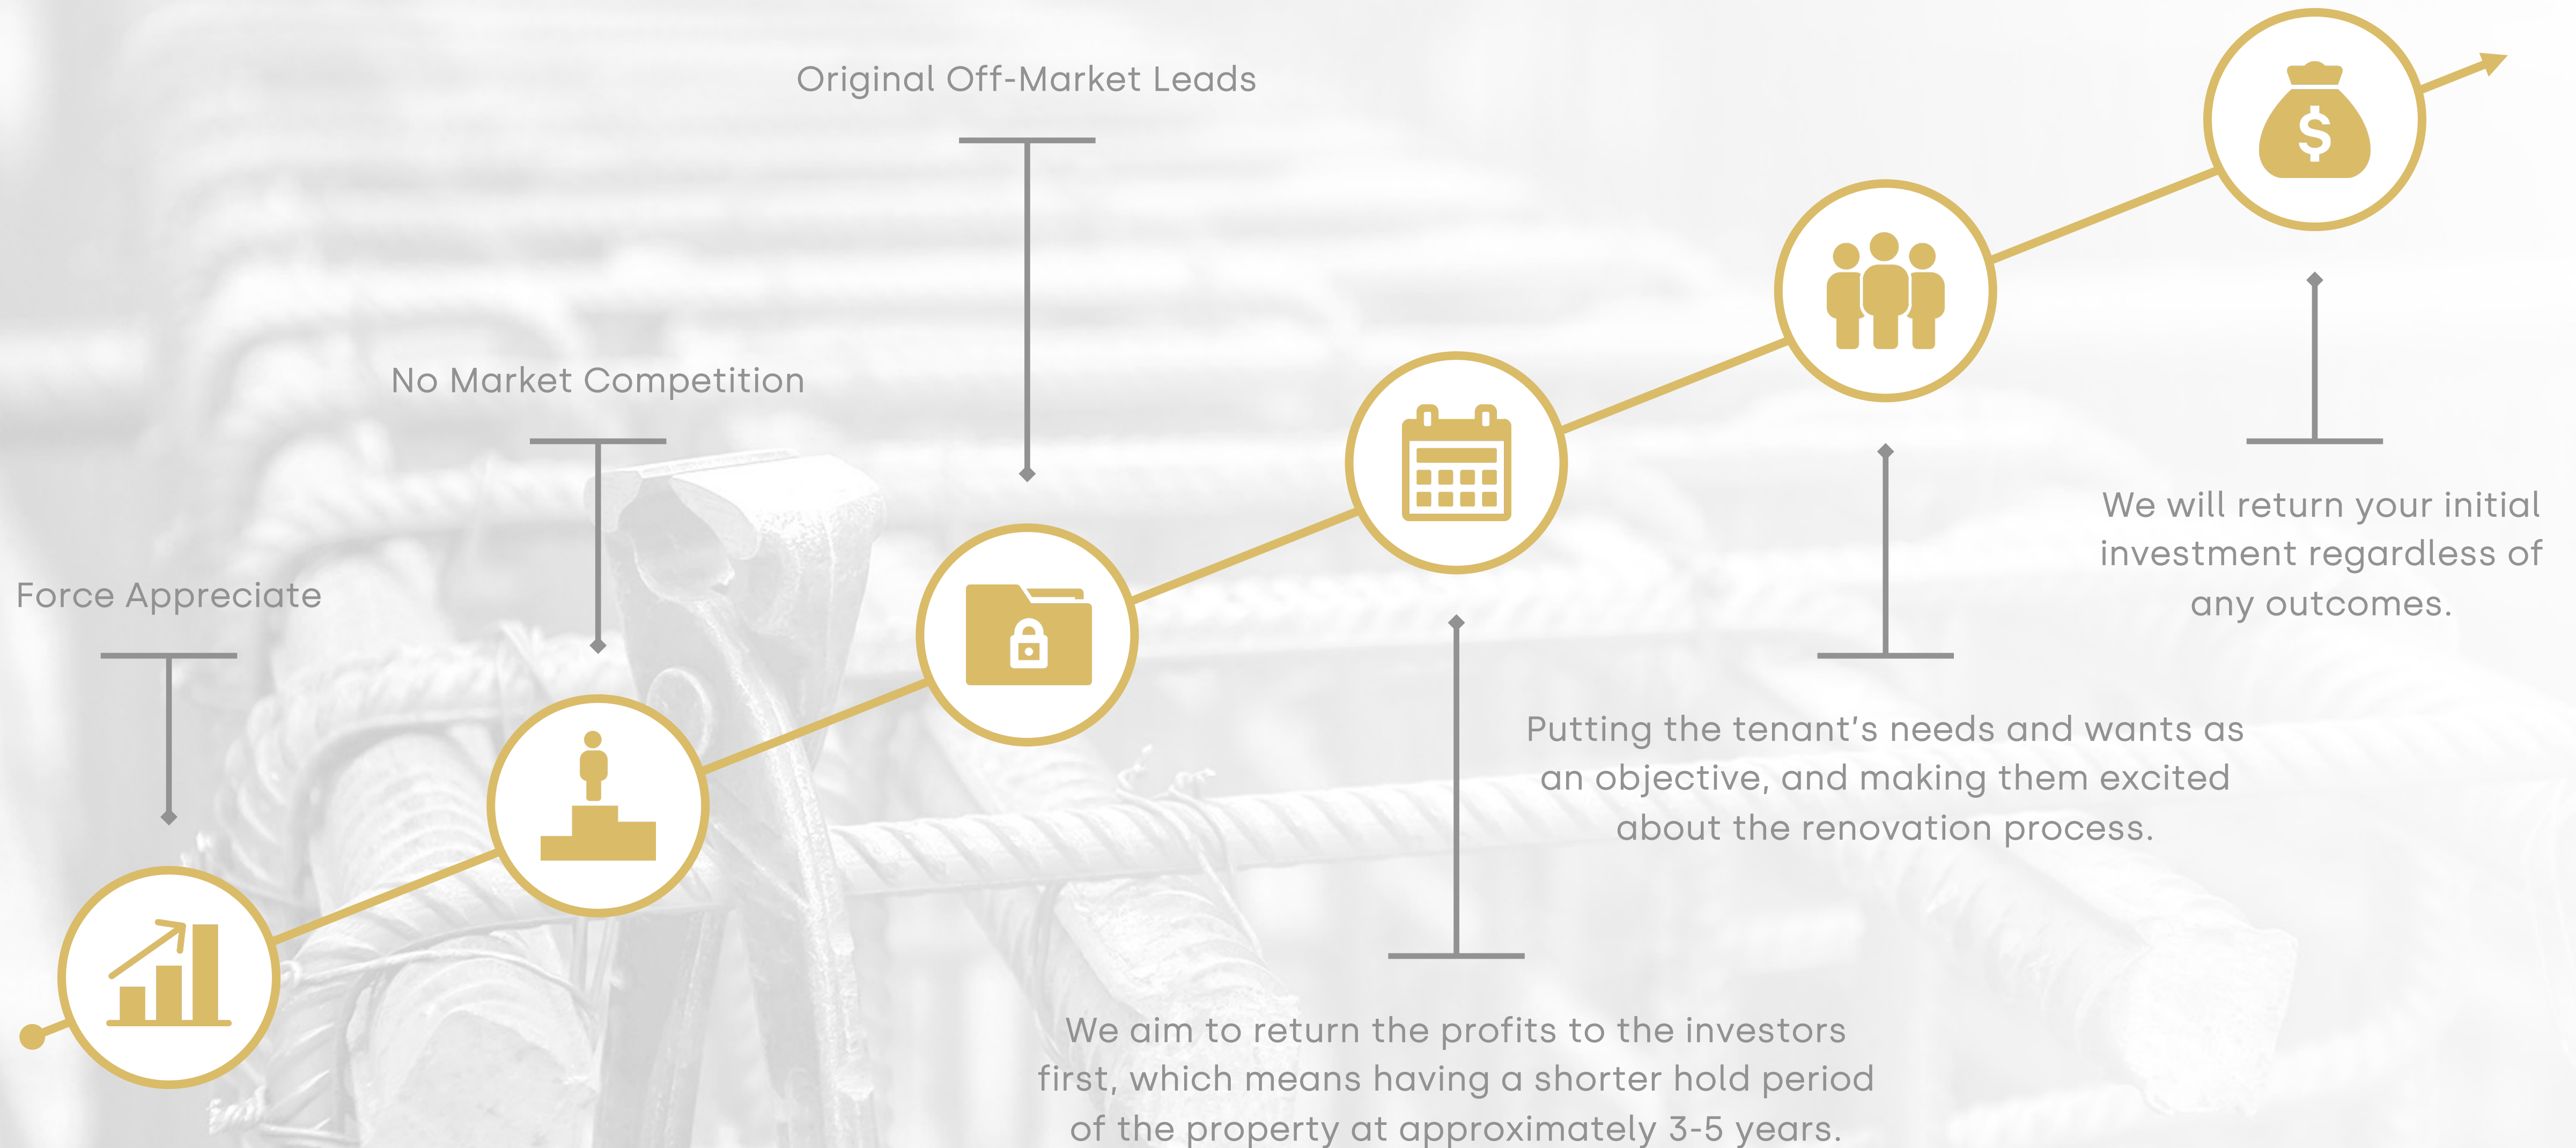 Force Appreciate
No Market Competition
Original Off-Market Leads
$
We aim to return the profits to the investors
first, which means having a shorter hold period
of the property at approximately 3-5 years.
Putting the tenant's needs and wants as
an objective, and making them excited
about the renovation process.
We will return your initial
investment regardless of
any outcomes.